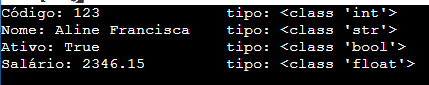 Código: 123 tipo: <class 'int'>
Nome: Aline Francisca tipo: <class 'str'>
Ativo: True tipo: <class 'bool'>
Salário: 2346.15 tipo: <class 'float'>